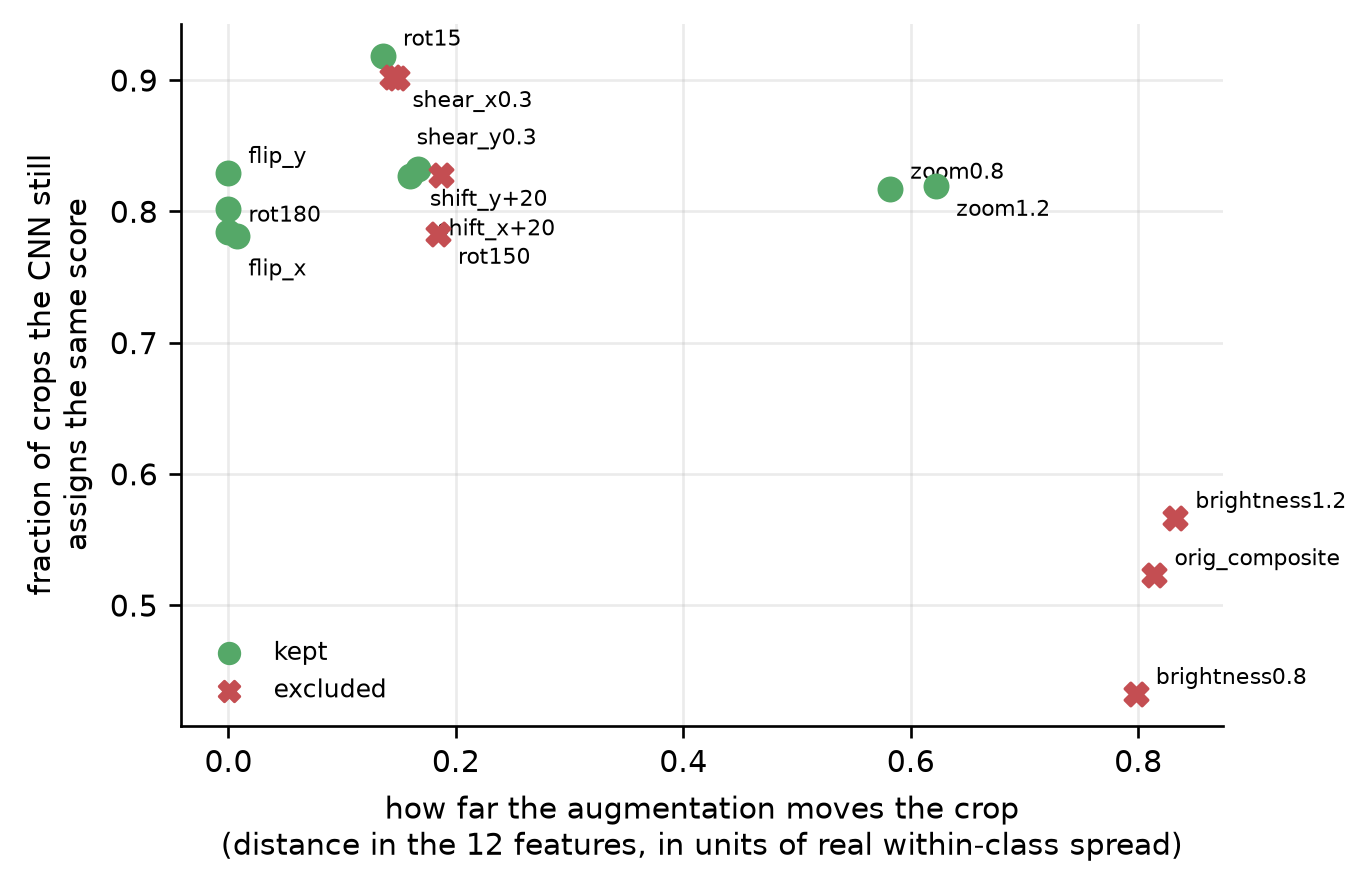 rot15
0.9
shear_x0.3
shear_y0.3
flip_y
zoom0.8
shift_y+20
0.8
rot180
zoom1.2
hift_x+20
rot150
flip_x
0.7
0.6
brightness1.2
orig_composite
0.5
kept
brightness0.8
excluded
fraction of crops the CNN still
assigns the same score
0.0
0.2
0.4
0.6
0.8
how far the augmentation moves the crop
(distance in the 12 features, in units of real within-class spread)